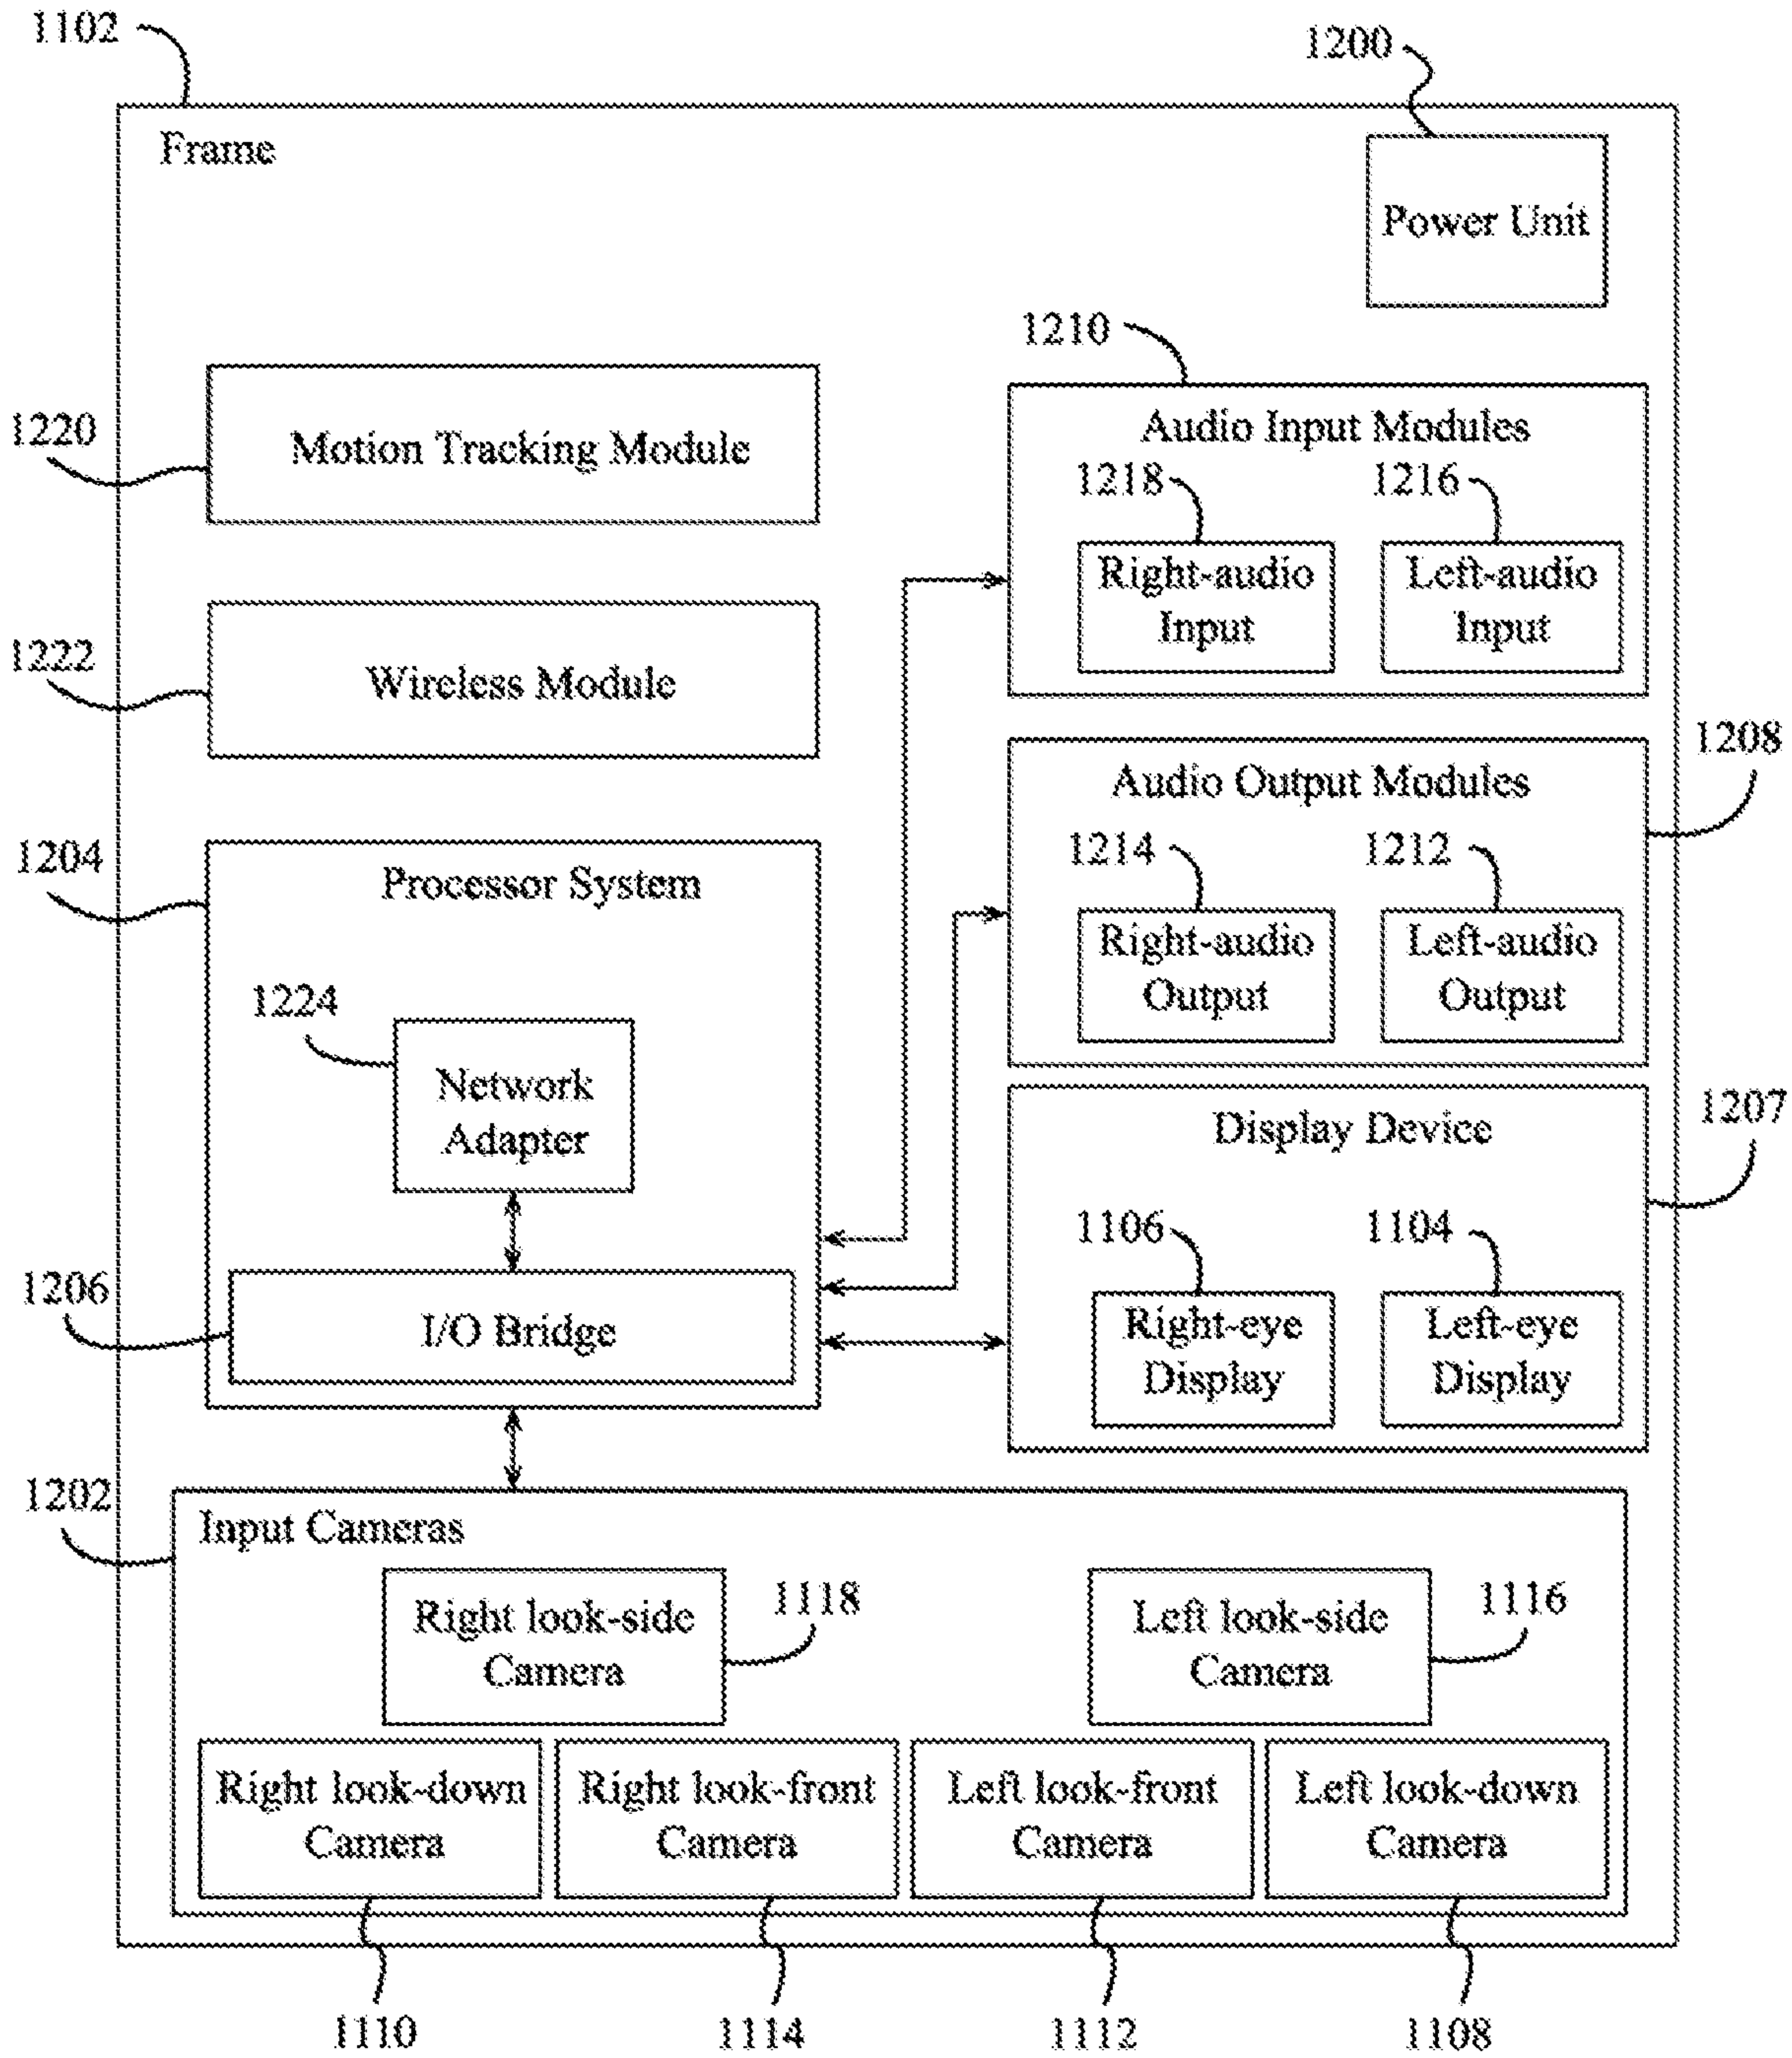 1102
1200
Frame
Power Unit
1210
1220
Motion Tracking Module
Audio Input Modules
1218
1216
Right-audio
Input
Left-audio
Input
1222
Wireless Module
1208
Audio Output Modules
1214
1212
Right-audio
Output
Left-audio
Output
1204
Processor System
1224
Network
Adapter
1207
Display Device
1106
1104
Right-eye
Display
Left-eye
Display
1206
I/O Bridge
1202
Input Cameras
Right look-side
Camera
1118
Left look-side
Camera
1116
Right look-down
Camera
Right look-front
Camera
Left look-front
Camera
Left look-down
Camera
1110
1114
1112
1108